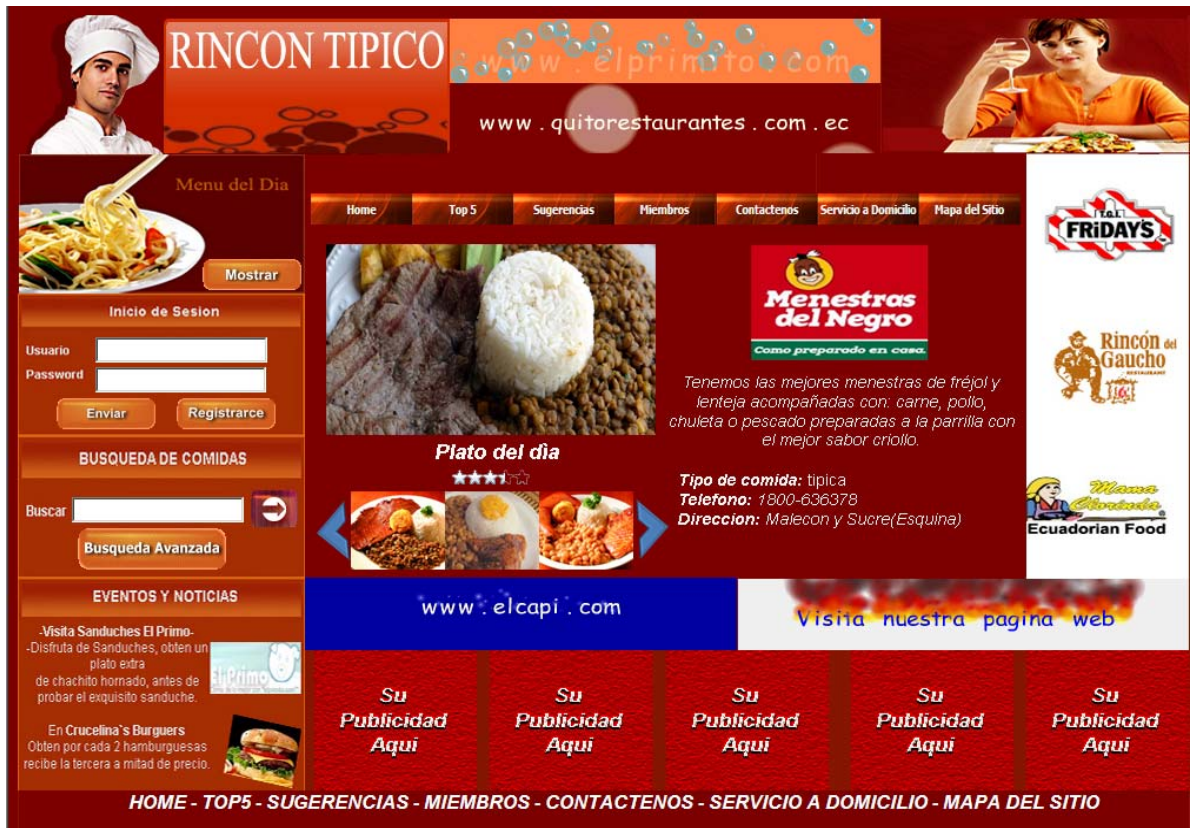 RINCON TIPICO
www . elprimito . com
www . quitorestaurantes . com . ec
Menu del Dia
Mostrar
Home
Top 5
Sugerencias
Miembros
Contactenos
Servicio a Domicilio
Mapa del Sitio
Inicio de Sesion
Usuario
Password
Enviar
Registrarce
BUSQUEDA DE COMIDAS
Buscar
Busqueda Avanzada
EVENTOS Y NOTICIAS
-Visita Sanduches El Primo-
-Disfruta de Sanduches, obten un
plato extra
de chachito hornado, antes de
probar el exquisito sanduche.
El Primo
En Crucelina`s Burguers
Obten por cada 2 hamburguesas
recibe la tercera a mitad de precio.
Plato del dìa
Menestras
del Negro
Como preparado en casa.
Tenemos las mejores menestras de fréjol y
lenteja acompañadas con: carne, pollo,
chuleta o pescado preparadas a la parrilla con
el mejor sabor criollo.
Tipo de comida: tipica
Telefono: 1800-636378
Direccion: Malecon y Sucre(Esquina)
T.G.I.
FRiDAY'S
Rincón del
Gaucho
RESTAURANT
Mama
Clorinda
Ecuadorian Food
www . elcapi . com
Visita nuestra pagina web
Su
Publicidad
Aqui
Su
Publicidad
Aqui
Su
Publicidad
Aqui
Su
Publicidad
Aqui
Su
Publicidad
Aqui
HOME - TOP5 - SUGERENCIAS - MIEMBROS - CONTACTENOS - SERVICIO A DOMICILIO - MAPA DEL SITIO